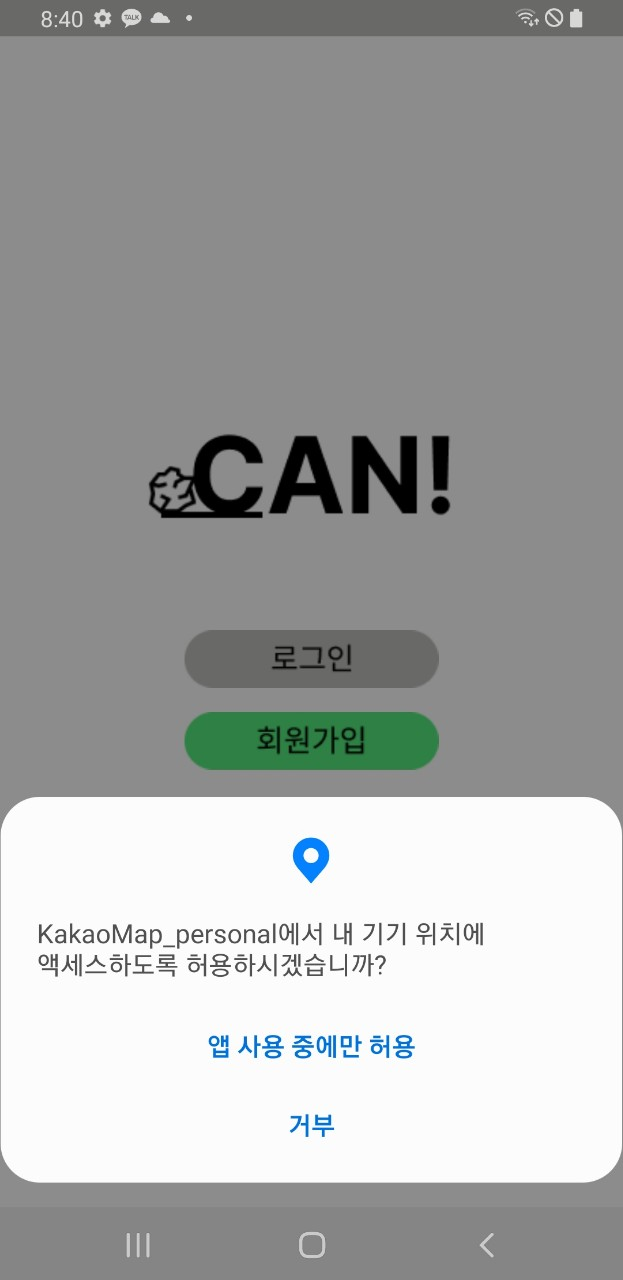 8:40
TALK
CAN!
로그인
회원가입
KakaoMap_personal에서 내 기기 위치에
액세스하도록 허용하시겠습니까?
앱 사용 중에만 허용
거부